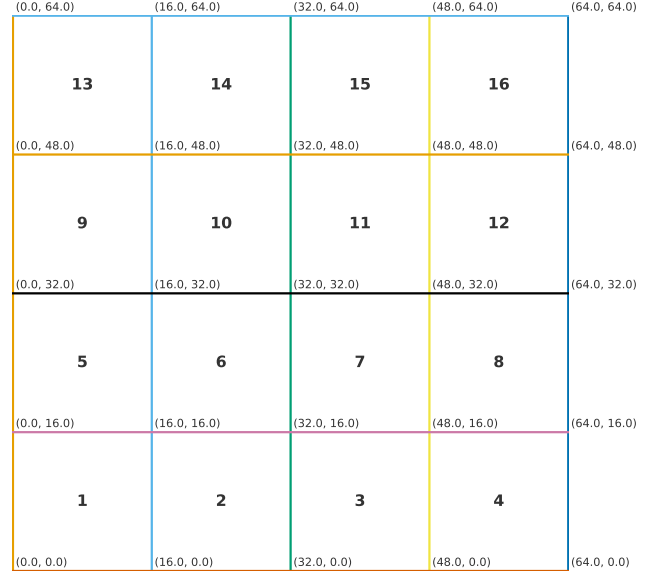 (0.0, 64.0) (16.0, 64.0) (32.0, 64.0) (48.0, 64.0) (64.0, 64.0)
13 14 15 16
(0.0, 48.0) (16.0, 48.0) (32.0, 48.0) (48.0, 48.0) (64.0, 48.0)
9 10 11 12
(0.0, 32.0) (16.0, 32.0) (32.0, 32.0) (48.0, 32.0) (64.0, 32.0)
5 6 7 8
(0.0, 16.0) (16.0, 16.0) (32.0, 16.0) (48.0, 16.0) (64.0, 16.0)
1 2 3 4
(0.0, 0.0) (16.0, 0.0) (32.0, 0.0) (48.0, 0.0) (64.0, 0.0)